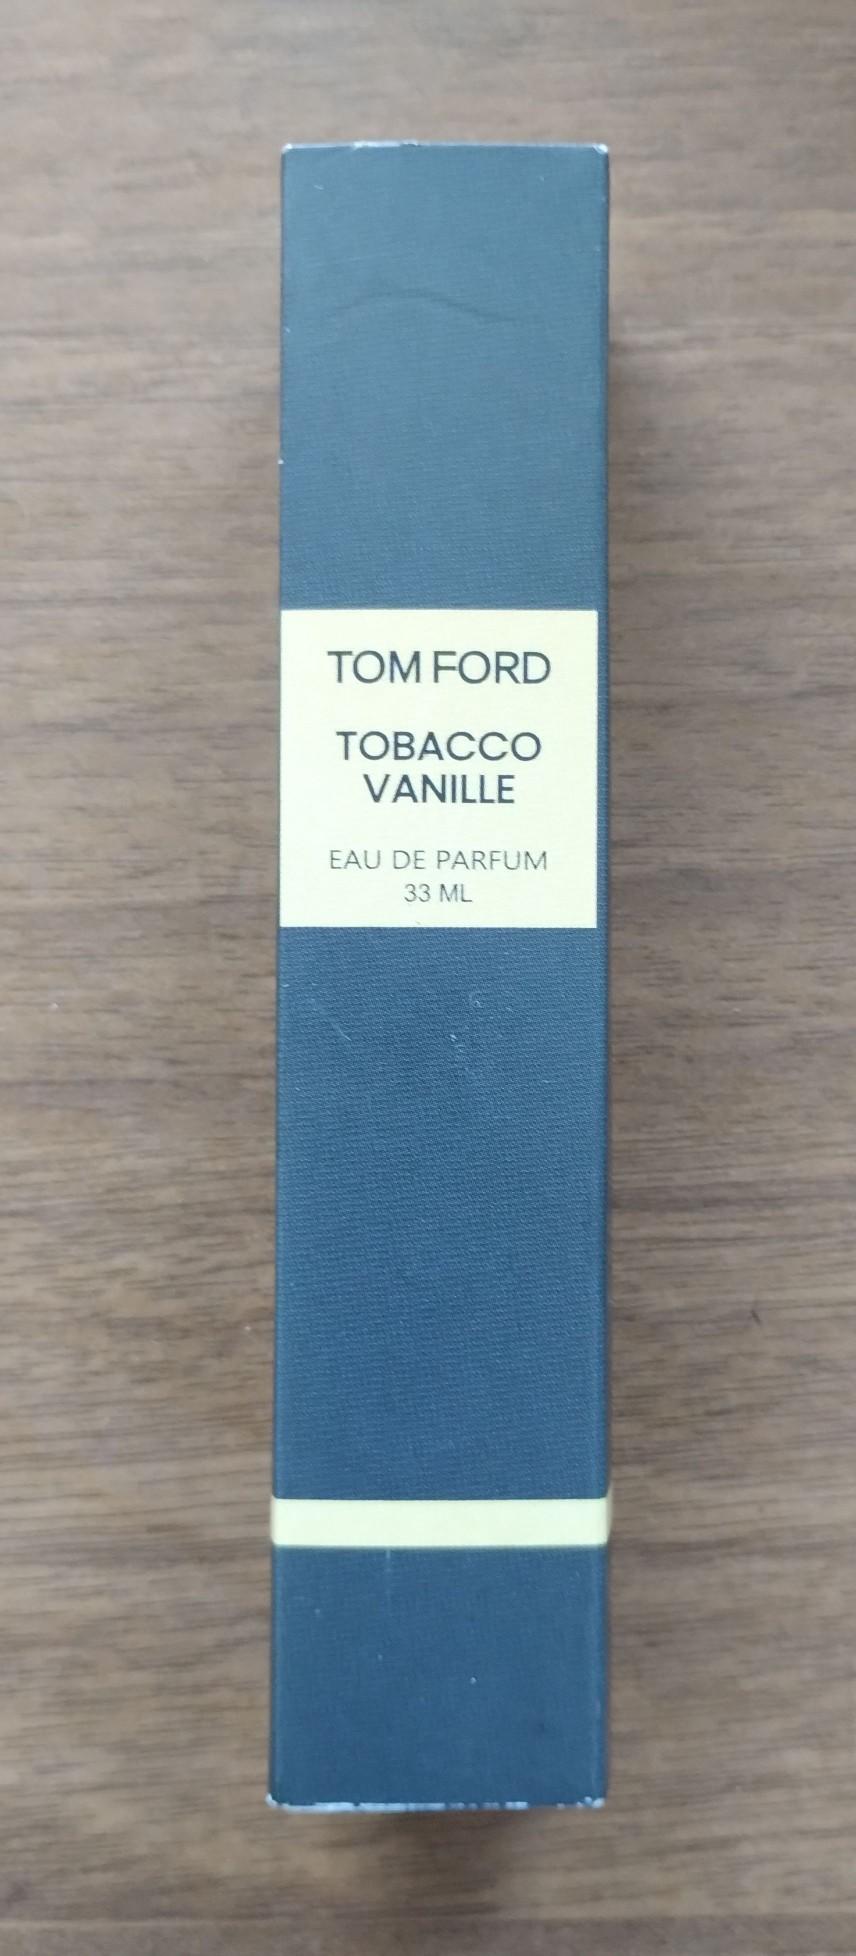 TOM FORD
TOBACCO
VANILLE
EAU DE PARFUM
33 ML